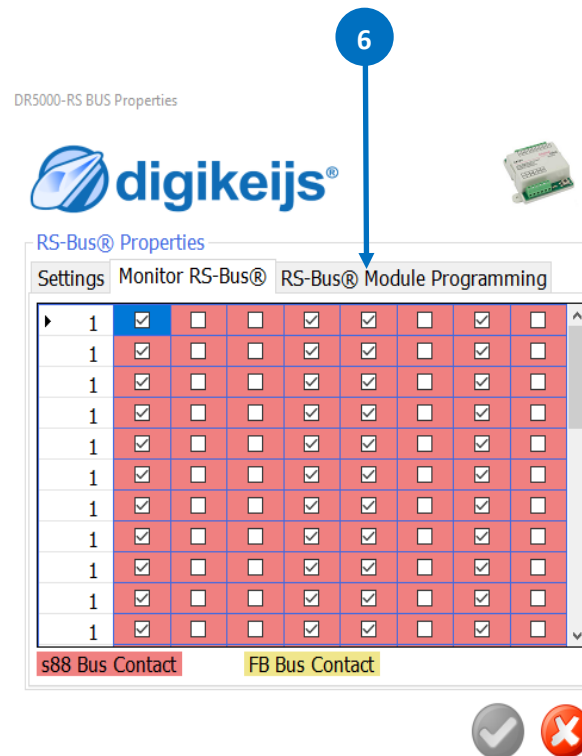 6
DR5000-RS BUS Properties
digikeijs®
RS-Bus® Properties
Settings Monitor RS-Bus® RS-Bus® Module Programming
1
1
1
1
1
1
1
1
1
1
1
s88 Bus Contact FB Bus Contact